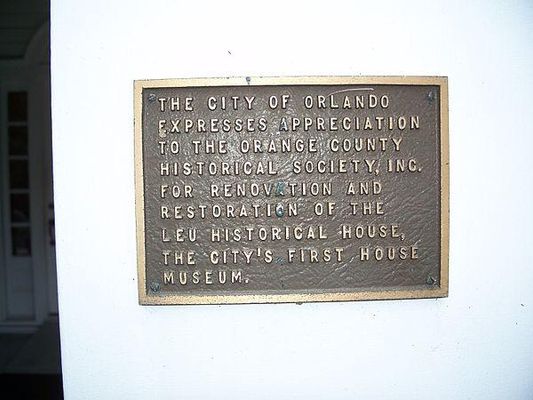 THE CITY OF ORLANDO
EXPRESSES APPRECIATION
TO THE ORANGE COUNTY
HISTORICAL SOCIETY, INC.
FOR RENOVATION AND
RESTORATION OF THE
LEU HISTORICAL HOUSE,
THE CITY'S FIRST HOUSE
MUSEUM.